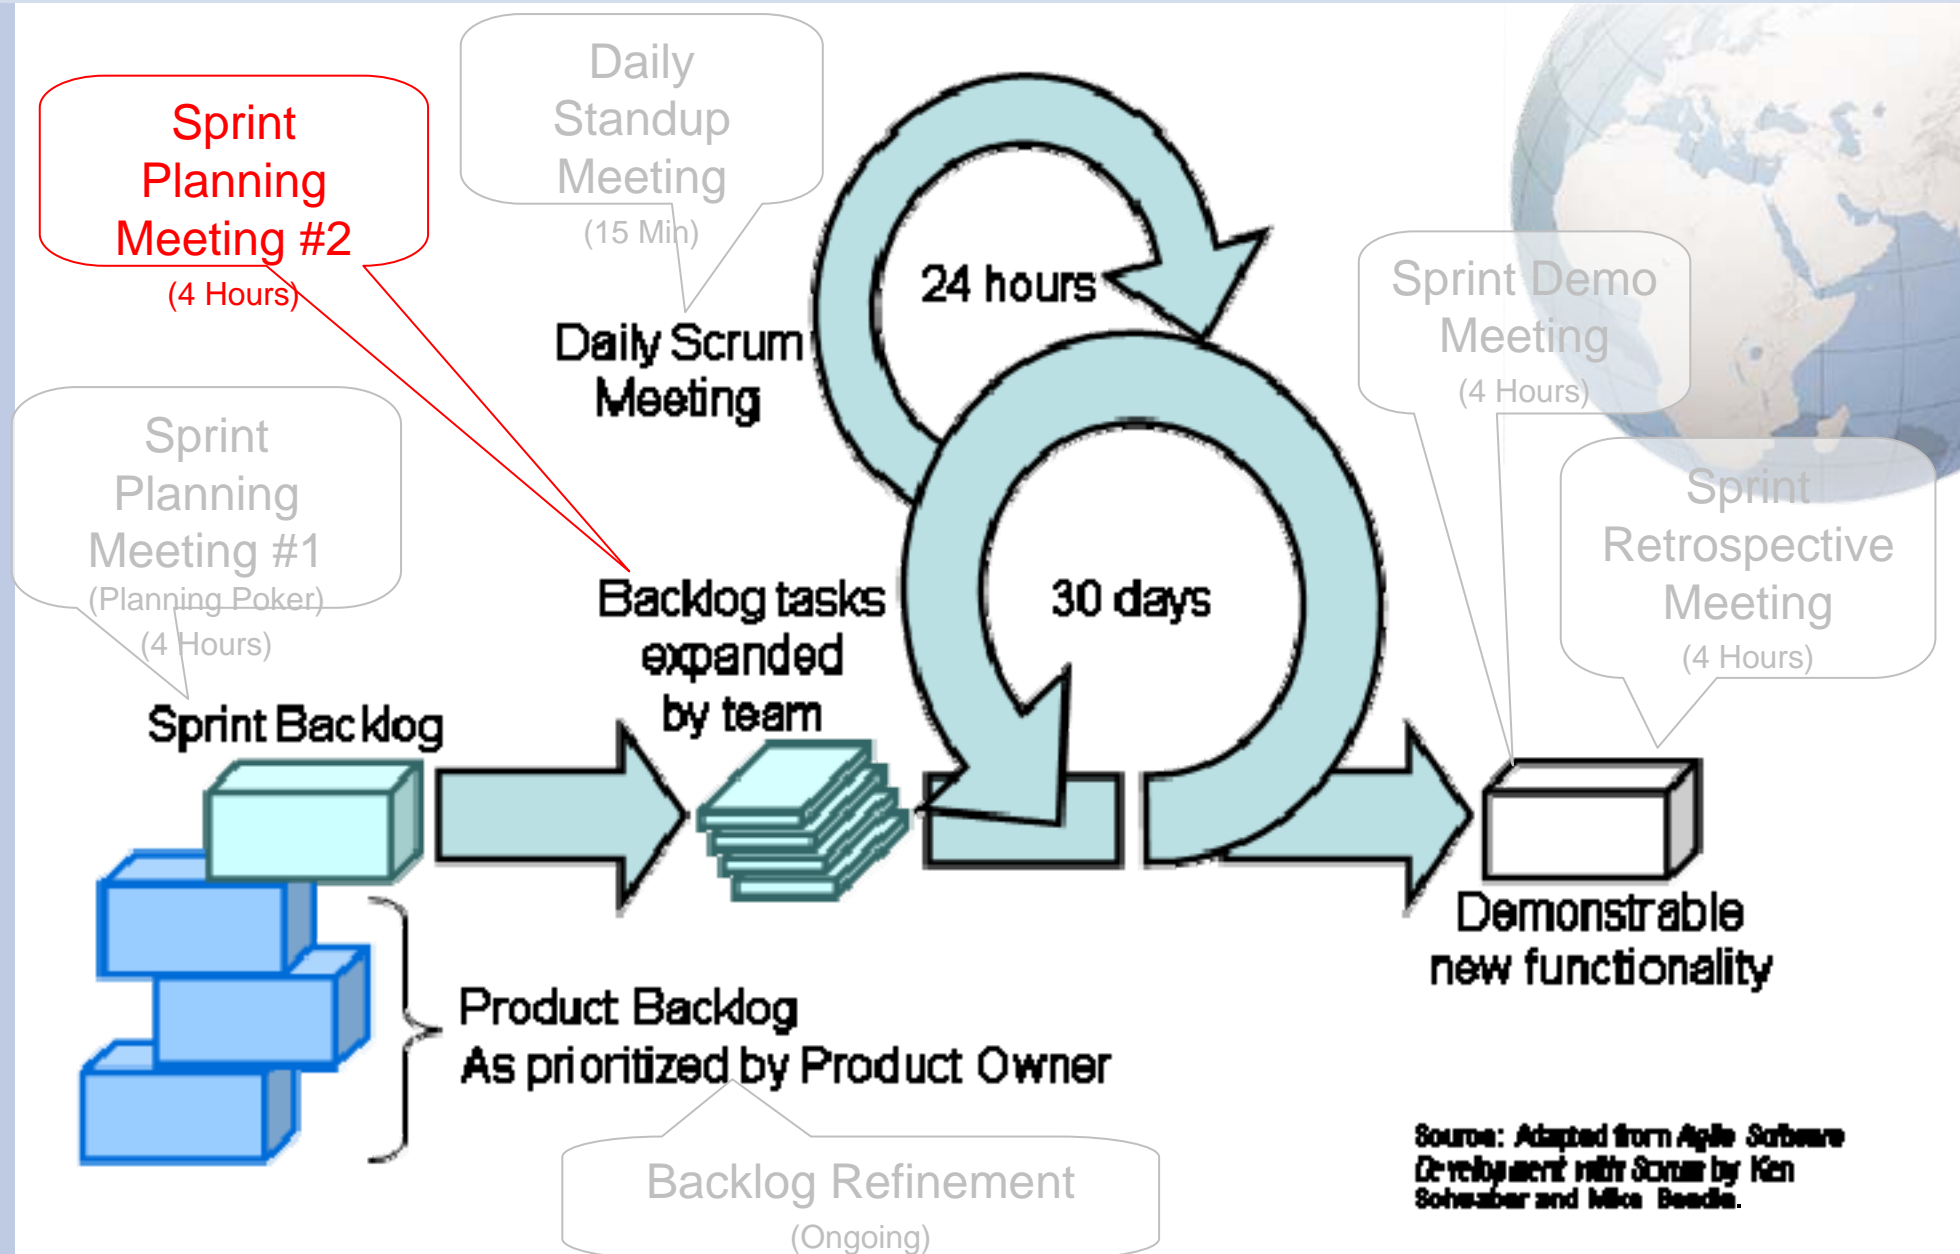 Daily
Standup
Meeting
(15 Min)
Sprint
Planning
Meeting #2
(4 Hours)
24 hours
Sprint Demo
Meeting
(4 Hours)
Daily Scrum
Meeting
Sprint
Planning
Meeting #1
(Planning Poker)
(4 Hours)
Sprint
Retrospective
Meeting
(4 Hours)
Backlog tasks
expanded
by team
30 days
Sprint Backlog
Demonstrable
new functionality
Product Backlog
As prioritized by Product Owner
Source: Adapted from Agile Software
Development with Scrum by Ken
Schwaber and Mike Beedle.
Backlog Refinement
(Ongoing)